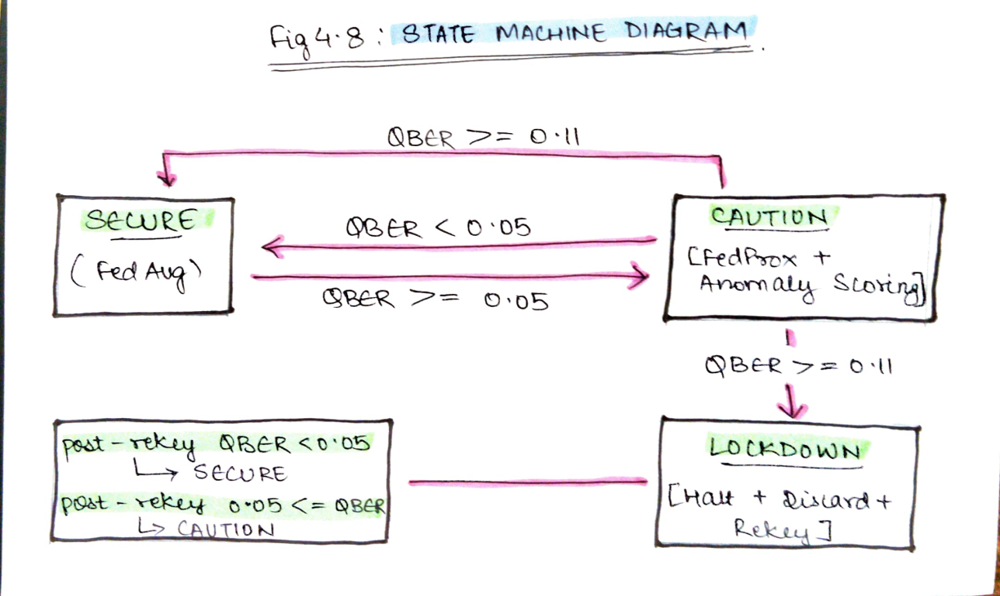 Fig 4.8 : STATE MACHINE DIAGRAM.
QBER >= 0.11
SECURE
(Fed Avg)
QBER < 0.05
QBER >= 0.05
CAUTION
[FedProx +
Anomaly Scoring]
QBER >= 0.11
post-rekey QBER <0.05
↳ SECURE
post-rekey 0.05 <= QBER
↳ CAUTION
LOCKDOWN
[Halt + Discard +
Rekey]